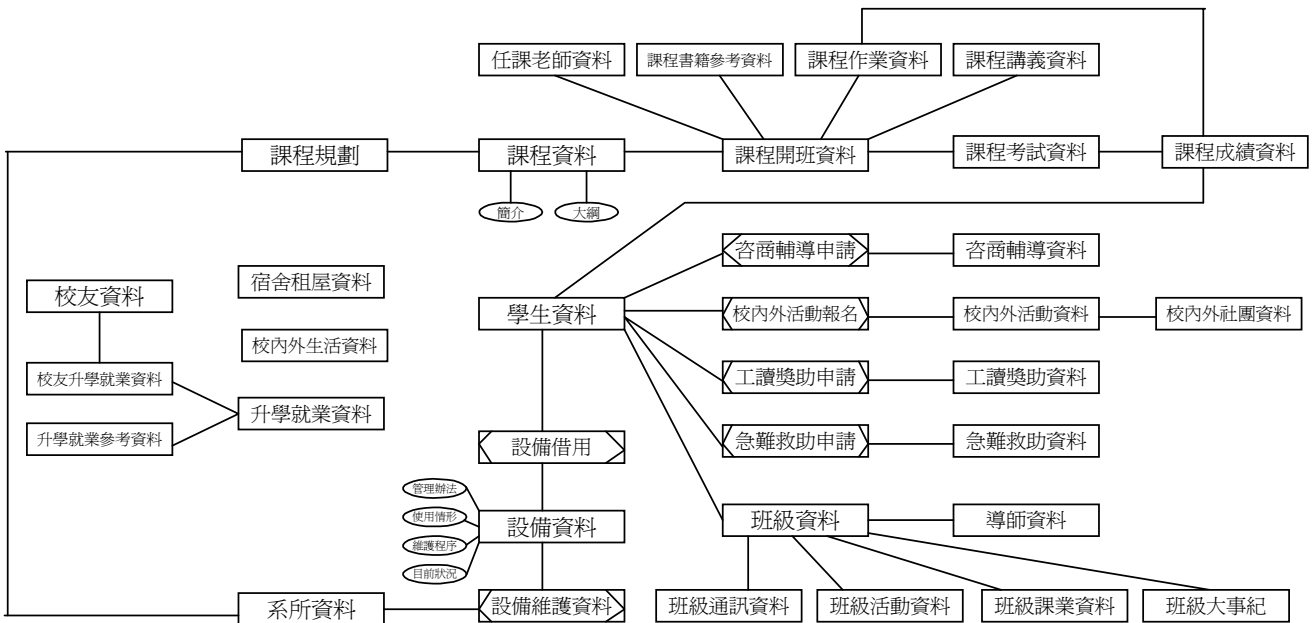 任課老師資料
課程書籍參考資料
課程作業資料
課程講義資料
課程規劃
課程資料
課程開班資料
課程考試資料
課程成績資料
簡介
大綱
咨商輔導申請
咨商輔導資料
宿舍租屋資料
校友資料
學生資料
校內外活動報名
校內外活動資料
校內外社團資料
校內外生活資料
校友升學就業資料
工讀獎助申請
工讀獎助資料
升學就業資料
升學就業參考資料
設備借用
急難救助申請
急難救助資料
管理辦法
使用情形
維護程序
目前狀況
設備資料
班級資料
導師資料
系所資料
設備維護資料
班級通訊資料
班級活動資料
班級課業資料
班級大事紀